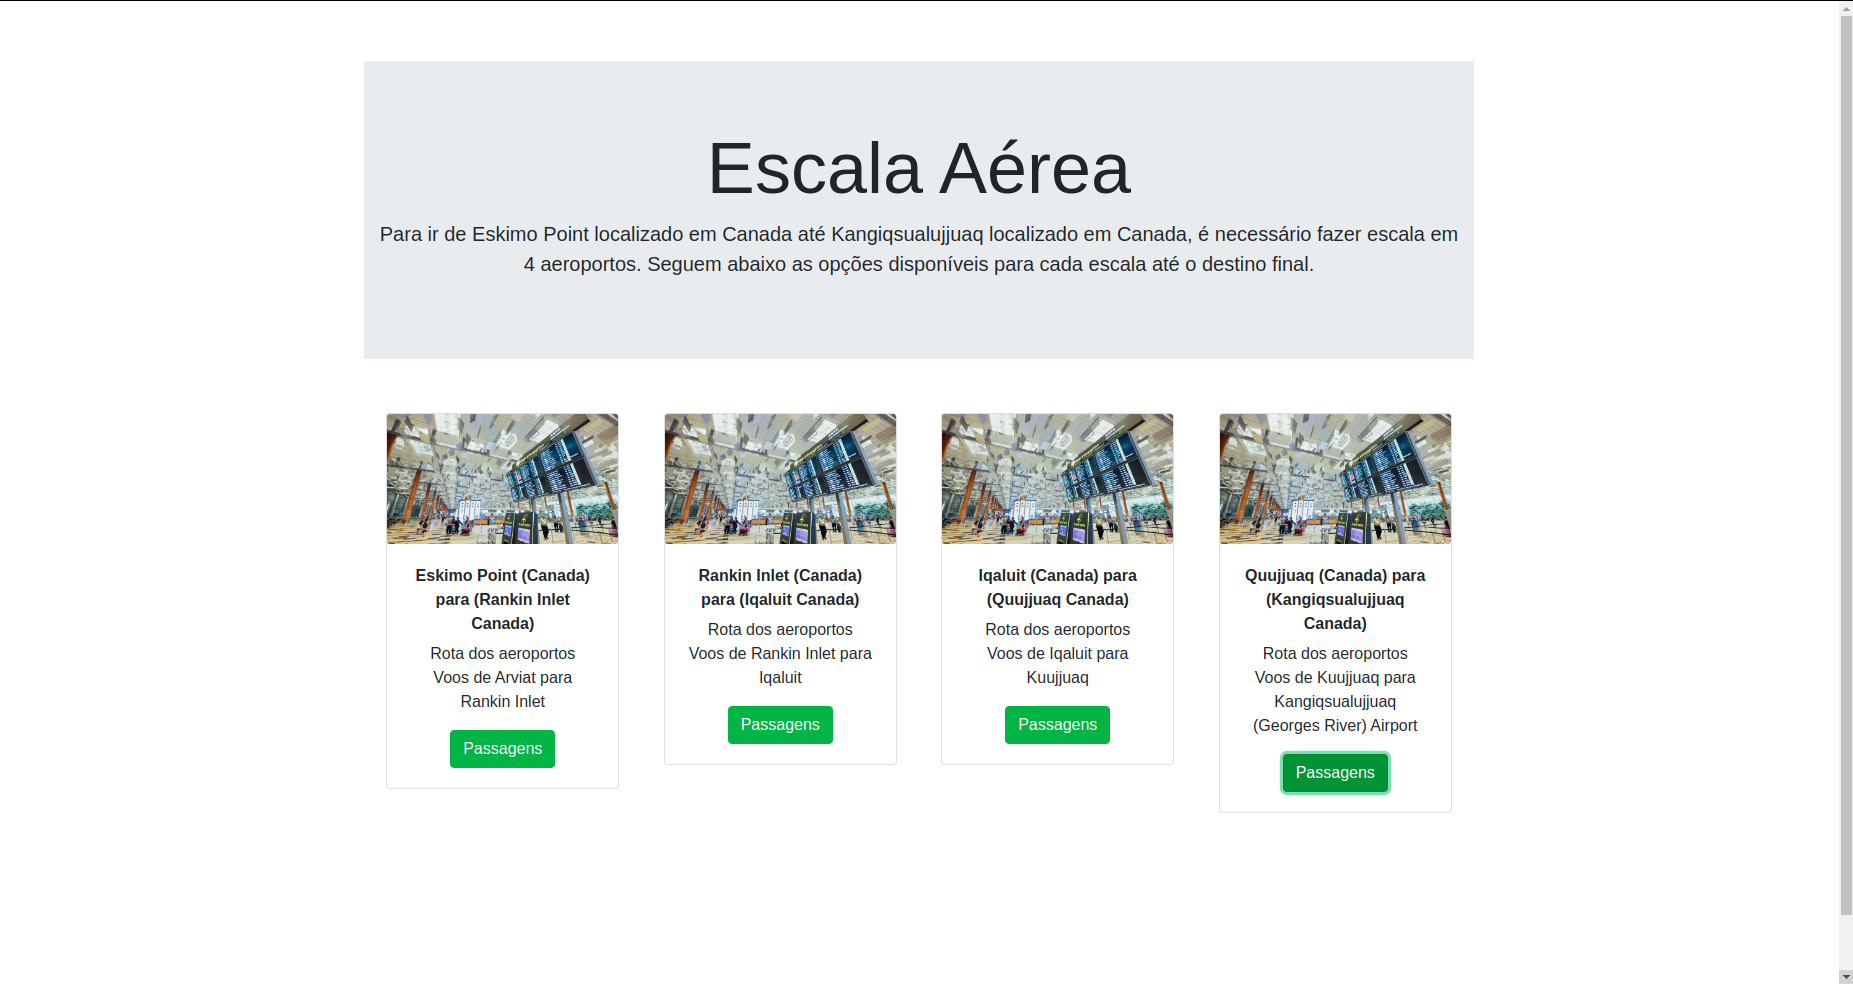 Escala Aérea
Para ir de Eskimo Point localizado em Canada até Kangiqsualujjuaq localizado em Canada, é necessário fazer escala em
4 aeroportos. Seguem abaixo as opções disponíveis para cada escala até o destino final.
Eskimo Point (Canada)
para (Rankin Inlet
Canada)
Rota dos aeroportos
Voos de Arviat para
Rankin Inlet
Passagens
Rankin Inlet (Canada)
para (Iqaluit Canada)
Rota dos aeroportos
Voos de Rankin Inlet para
Iqaluit
Passagens
Iqaluit (Canada) para
(Quujjuaq Canada)
Rota dos aeroportos
Voos de Iqaluit para
Kuujjuaq
Passagens
Quujjuaq (Canada) para
(Kangiqsualujjuaq
Canada)
Rota dos aeroportos
Voos de Kuujjuaq para
Kangiqsualujjuaq
(Georges River) Airport
Passagens